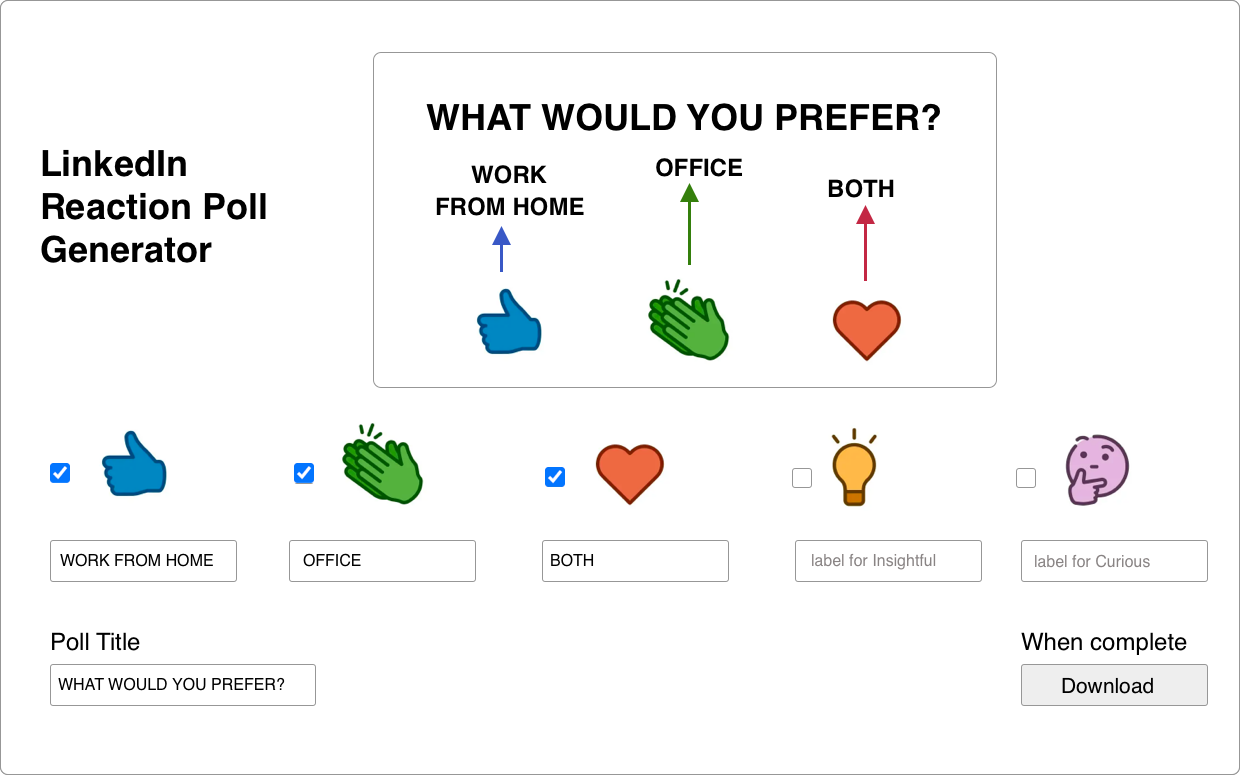 LinkedIn
Reaction Poll
Generator
WHAT WOULD YOU PREFER?
WORK
FROM HOME
OFFICE
BOTH
WORK FROM HOME
OFFICE
BOTH
label for Insightful
label for Curious
Poll Title
WHAT WOULD YOU PREFER?
When complete
Download